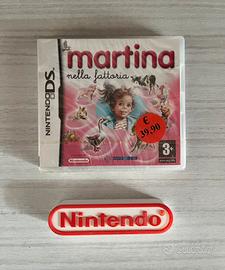 martina
nella fattoria
NINTENDO DS
€
39,90
3+
Nintendo®